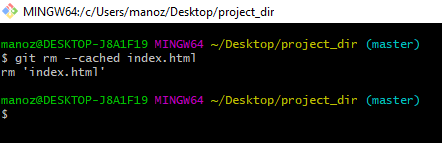 MINGW64:/c/Users/manoz/Desktop/project_dir
manoz@DESKTOP-J8A1F19 MINGW64 ~/Desktop/project_dir (master)
$ git rm --cached index.html
rm 'index.html'
manoz@DESKTOP-J8A1F19 MINGW64 ~/Desktop/project_dir (master)
$